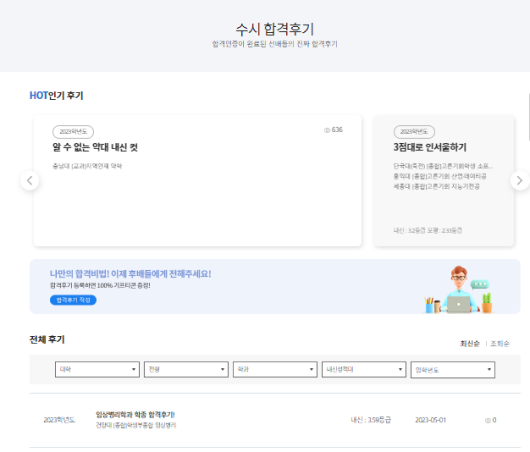 수시 합격후기
합격인증이 완료된 선배들의 진짜 합격후기
HOT인기 후기
2023학년도
636
알 수 없는 약대 내신 컷
충남대 (교과)지역인재 약학
2023학년도
3점대로 인서울하기
단국대(죽전) (종합)고른기회학생 소프..
홍익대 (종합)고른기회 산업·데이터공
세종대 (종합)고른기회 지능기전공
내신 : 3.2등급 모평 : 2.33등급
나만의 합격비법! 이제 후배들에게 전해주세요!
합격후기 등록하면 100% 기프티콘 증정!
합격후기 작성
전체 후기
최신순 | 조회순
대학
전형
학과
내신성적대
입학년도
2023학년도
임상병리학과 학종 합격후기!
건양대 (종합)학생부종합 임상병리
내신 : 3.59등급
2023-05-01
0